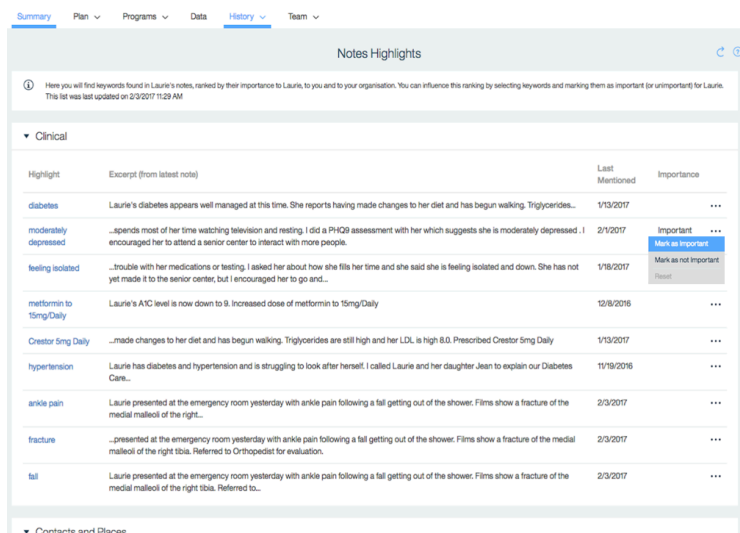 Summary Plan Programs Data History Team
Notes Highlights
Here you will find keywords found in Laurie's notes, ranked by their importance to Laurie, to you and to your organisation. You can influence this ranking by selecting keywords and marking them as important (or unimportant) for Laurie.
This list was last updated on 2/3/2017 11:29 AM
Clinical
Highlight Excerpt (from latest note) Last Mentioned Importance
diabetes Laurie's diabetes appears well managed at this time. She reports having made changes to her diet and has begun walking. Triglycerides... 1/13/2017
moderately depressed ...spends most of her time watching television and resting. I did a PHQ9 assessment with her which suggests she is moderately depressed . I 2/1/2017 Important
encouraged her to attend a senior center to interact with more people.
Mark as Important
Mark as not Important
Reset
feeling isolated ...trouble with her medications or testing. I asked her about how she fills her time and she said she is feeling isolated and down. She has not 1/18/2017
yet made it to the senior center, but I encouraged her to go and...
metformin to 15mg/Daily Laurie's A1C level is now down to 9. Increased dose of metformin to 15mg/Daily 12/8/2016
Crestor 5mg Daily ...made changes to her diet and has begun walking. Triglycerides are still high and her LDL is high 8.0. Prescribed Crestor 5mg Daily 1/13/2017
hypertension Laurie has diabetes and hypertension and is struggling to look after herself. I called Laurie and her daughter Jean to explain our Diabetes 11/19/2016
Care...
ankle pain Laurie presented at the emergency room yesterday with ankle pain following a fall getting out of the shower. Films show a fracture of the 2/3/2017
medial malleoli of the right...
fracture ...presented at the emergency room yesterday with ankle pain following a fall getting out of the shower. Films show a fracture of the medial 2/3/2017
malleoli of the right tibia. Referred to Orthopedist for evaluation.
fall Laurie presented at the emergency room yesterday with ankle pain following a fall getting out of the shower. Films show a fracture of the 2/3/2017
medial malleoli of the right tibia. Referred to...
Contacts and Places